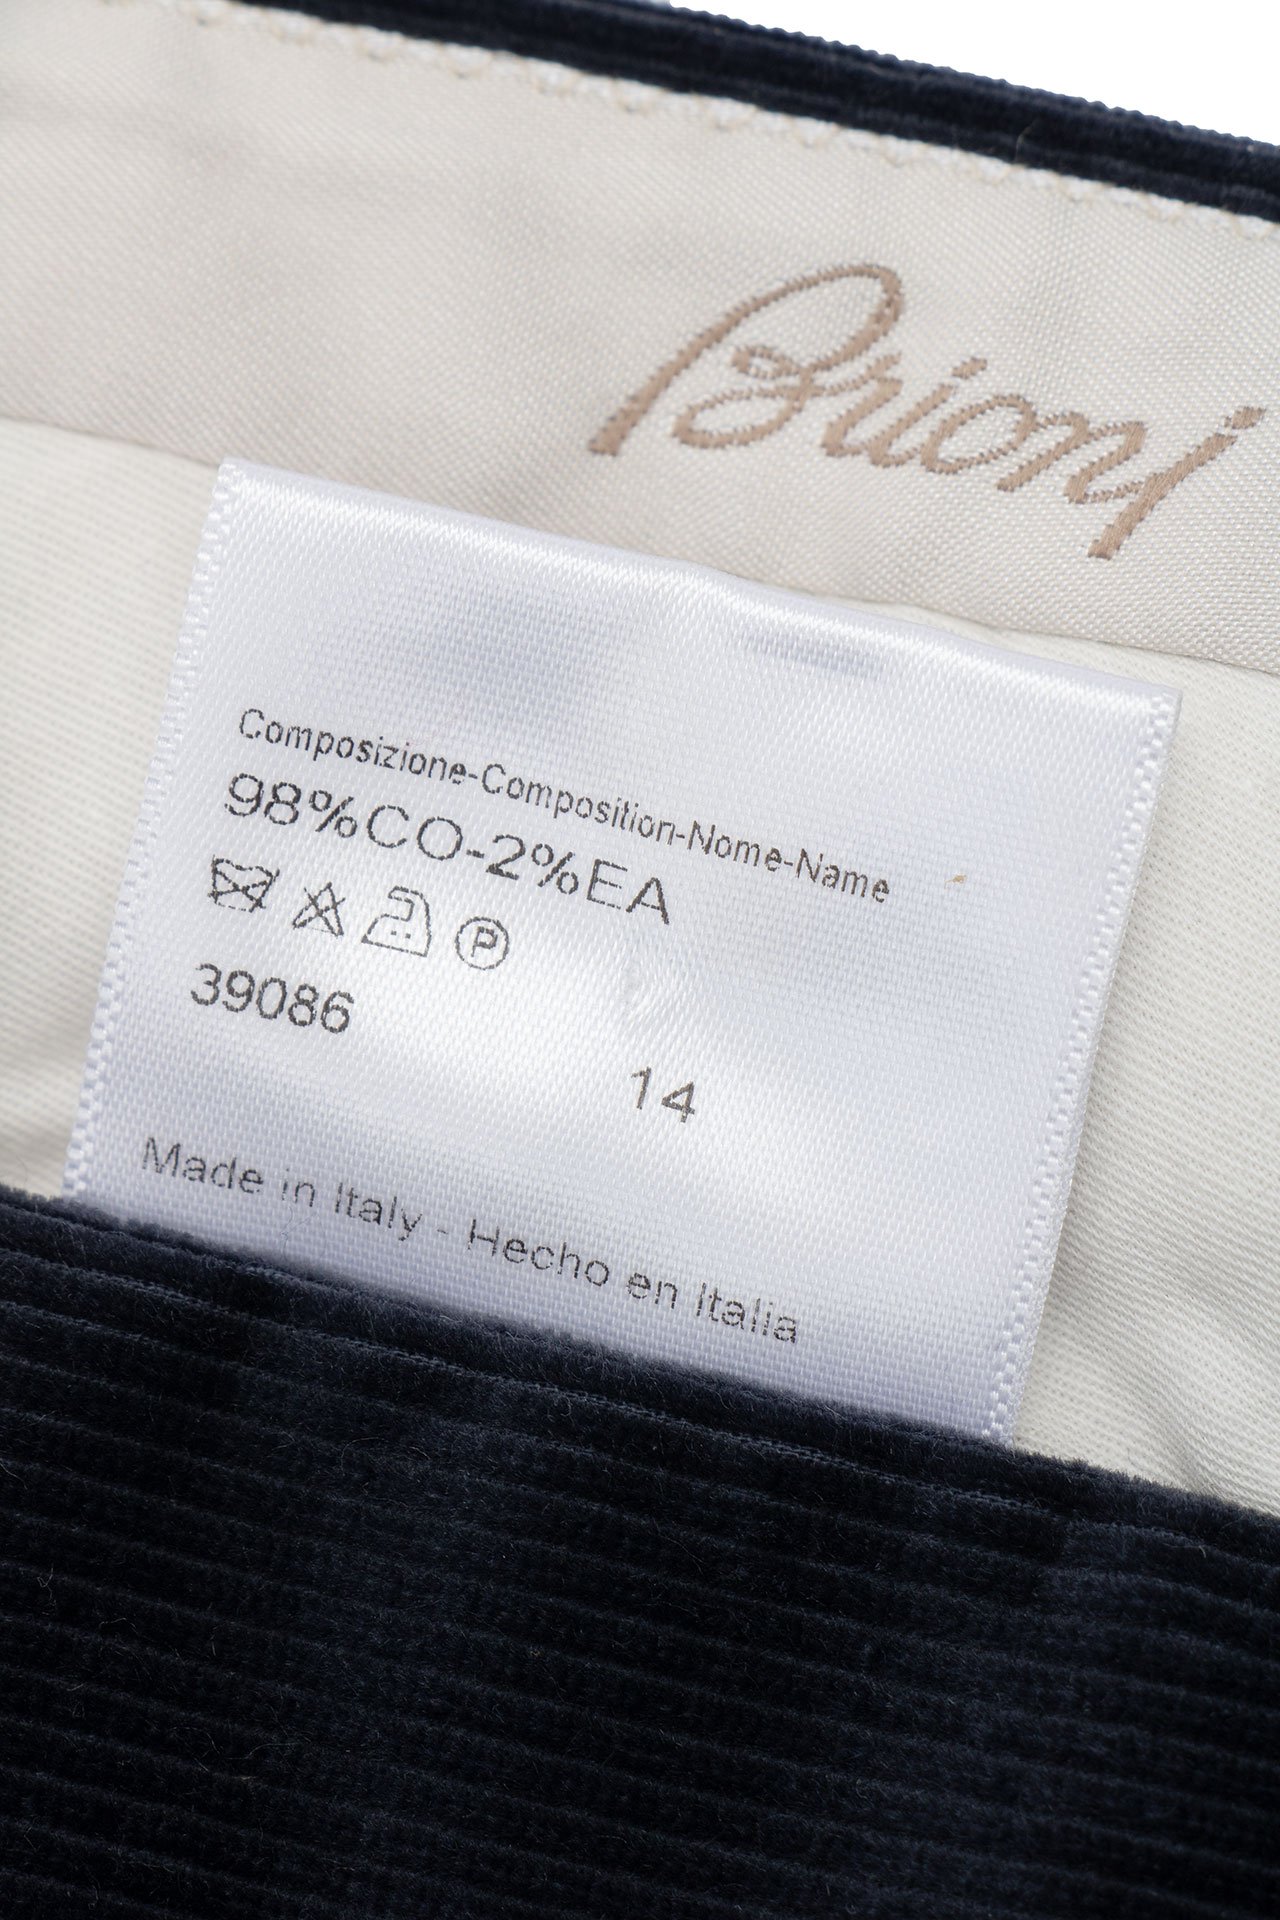 Brioni
Composizione-Composition-Nome-Name
98%CO-2%EA
P
39086
14
Made in Italy - Hecho en Italia